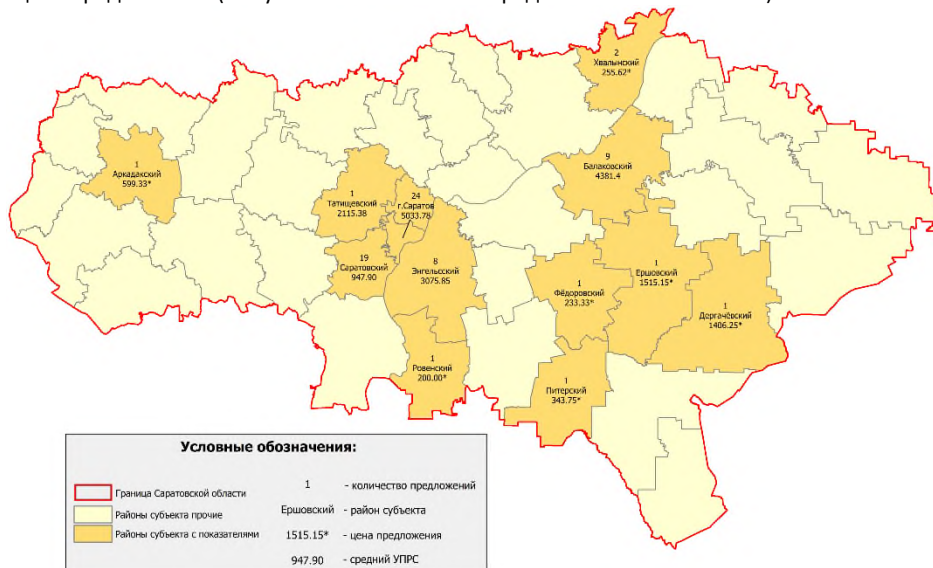 2
Хвалынский
255.62*
1
Аркадакский
599.33*
9
Балаковский
4381.4
1
Татищевский
2115.38
24
г.Саратов
5033.78
19
Саратовский
947.90
8
Энгельсский
3075.85
1
Ершовский
1515.15*
1
Фёдоровский
233.33*
1
Дергачёвский
1406.25*
1
Ровенский
200.00*
1
Питерский
343.75*
Условные обозначения:
Граница Саратовской области
Районы субъекта прочие
Районы субъекта с показателями
1 - количество предложений
Ершовский - район субъекта
1515.15* - цена предложения
947.90 - средний УПРС